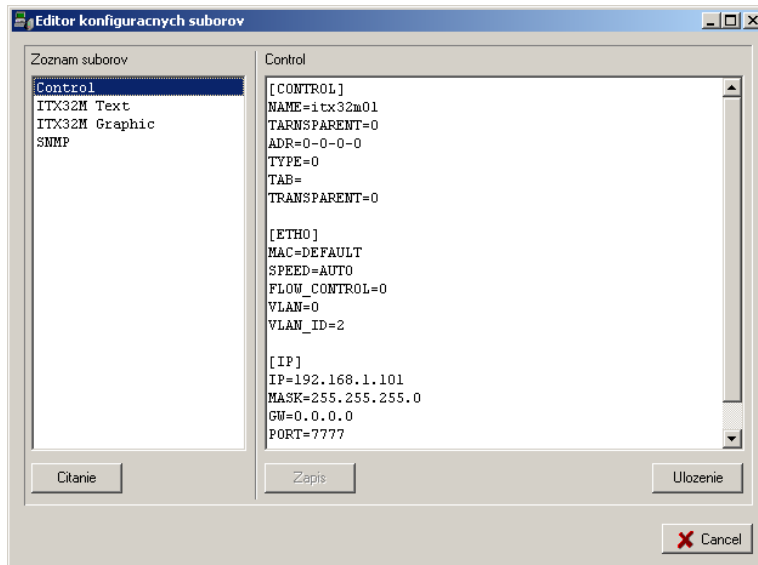 Editor konfiguracnych suborov
Zoznam suborov
Control
ITX32M Text
ITX32M Graphic
SNMP
Citanie
Control
[CONTROL]
NAME=itx32m01
TARNSPARENT=0
ADR=0-0-0-0
TYPE=0
TAB=
TRANSPARENT=0
[ETH0]
MAC=DEFAULT
SPEED=AUTO
FLOW_CONTROL=0
VLAN=0
VLAN_ID=2
[IP]
IP=192.168.1.101
MASK=255.255.255.0
GW=0.0.0.0
PORT=7777
Zapis
Ulozenie
Cancel